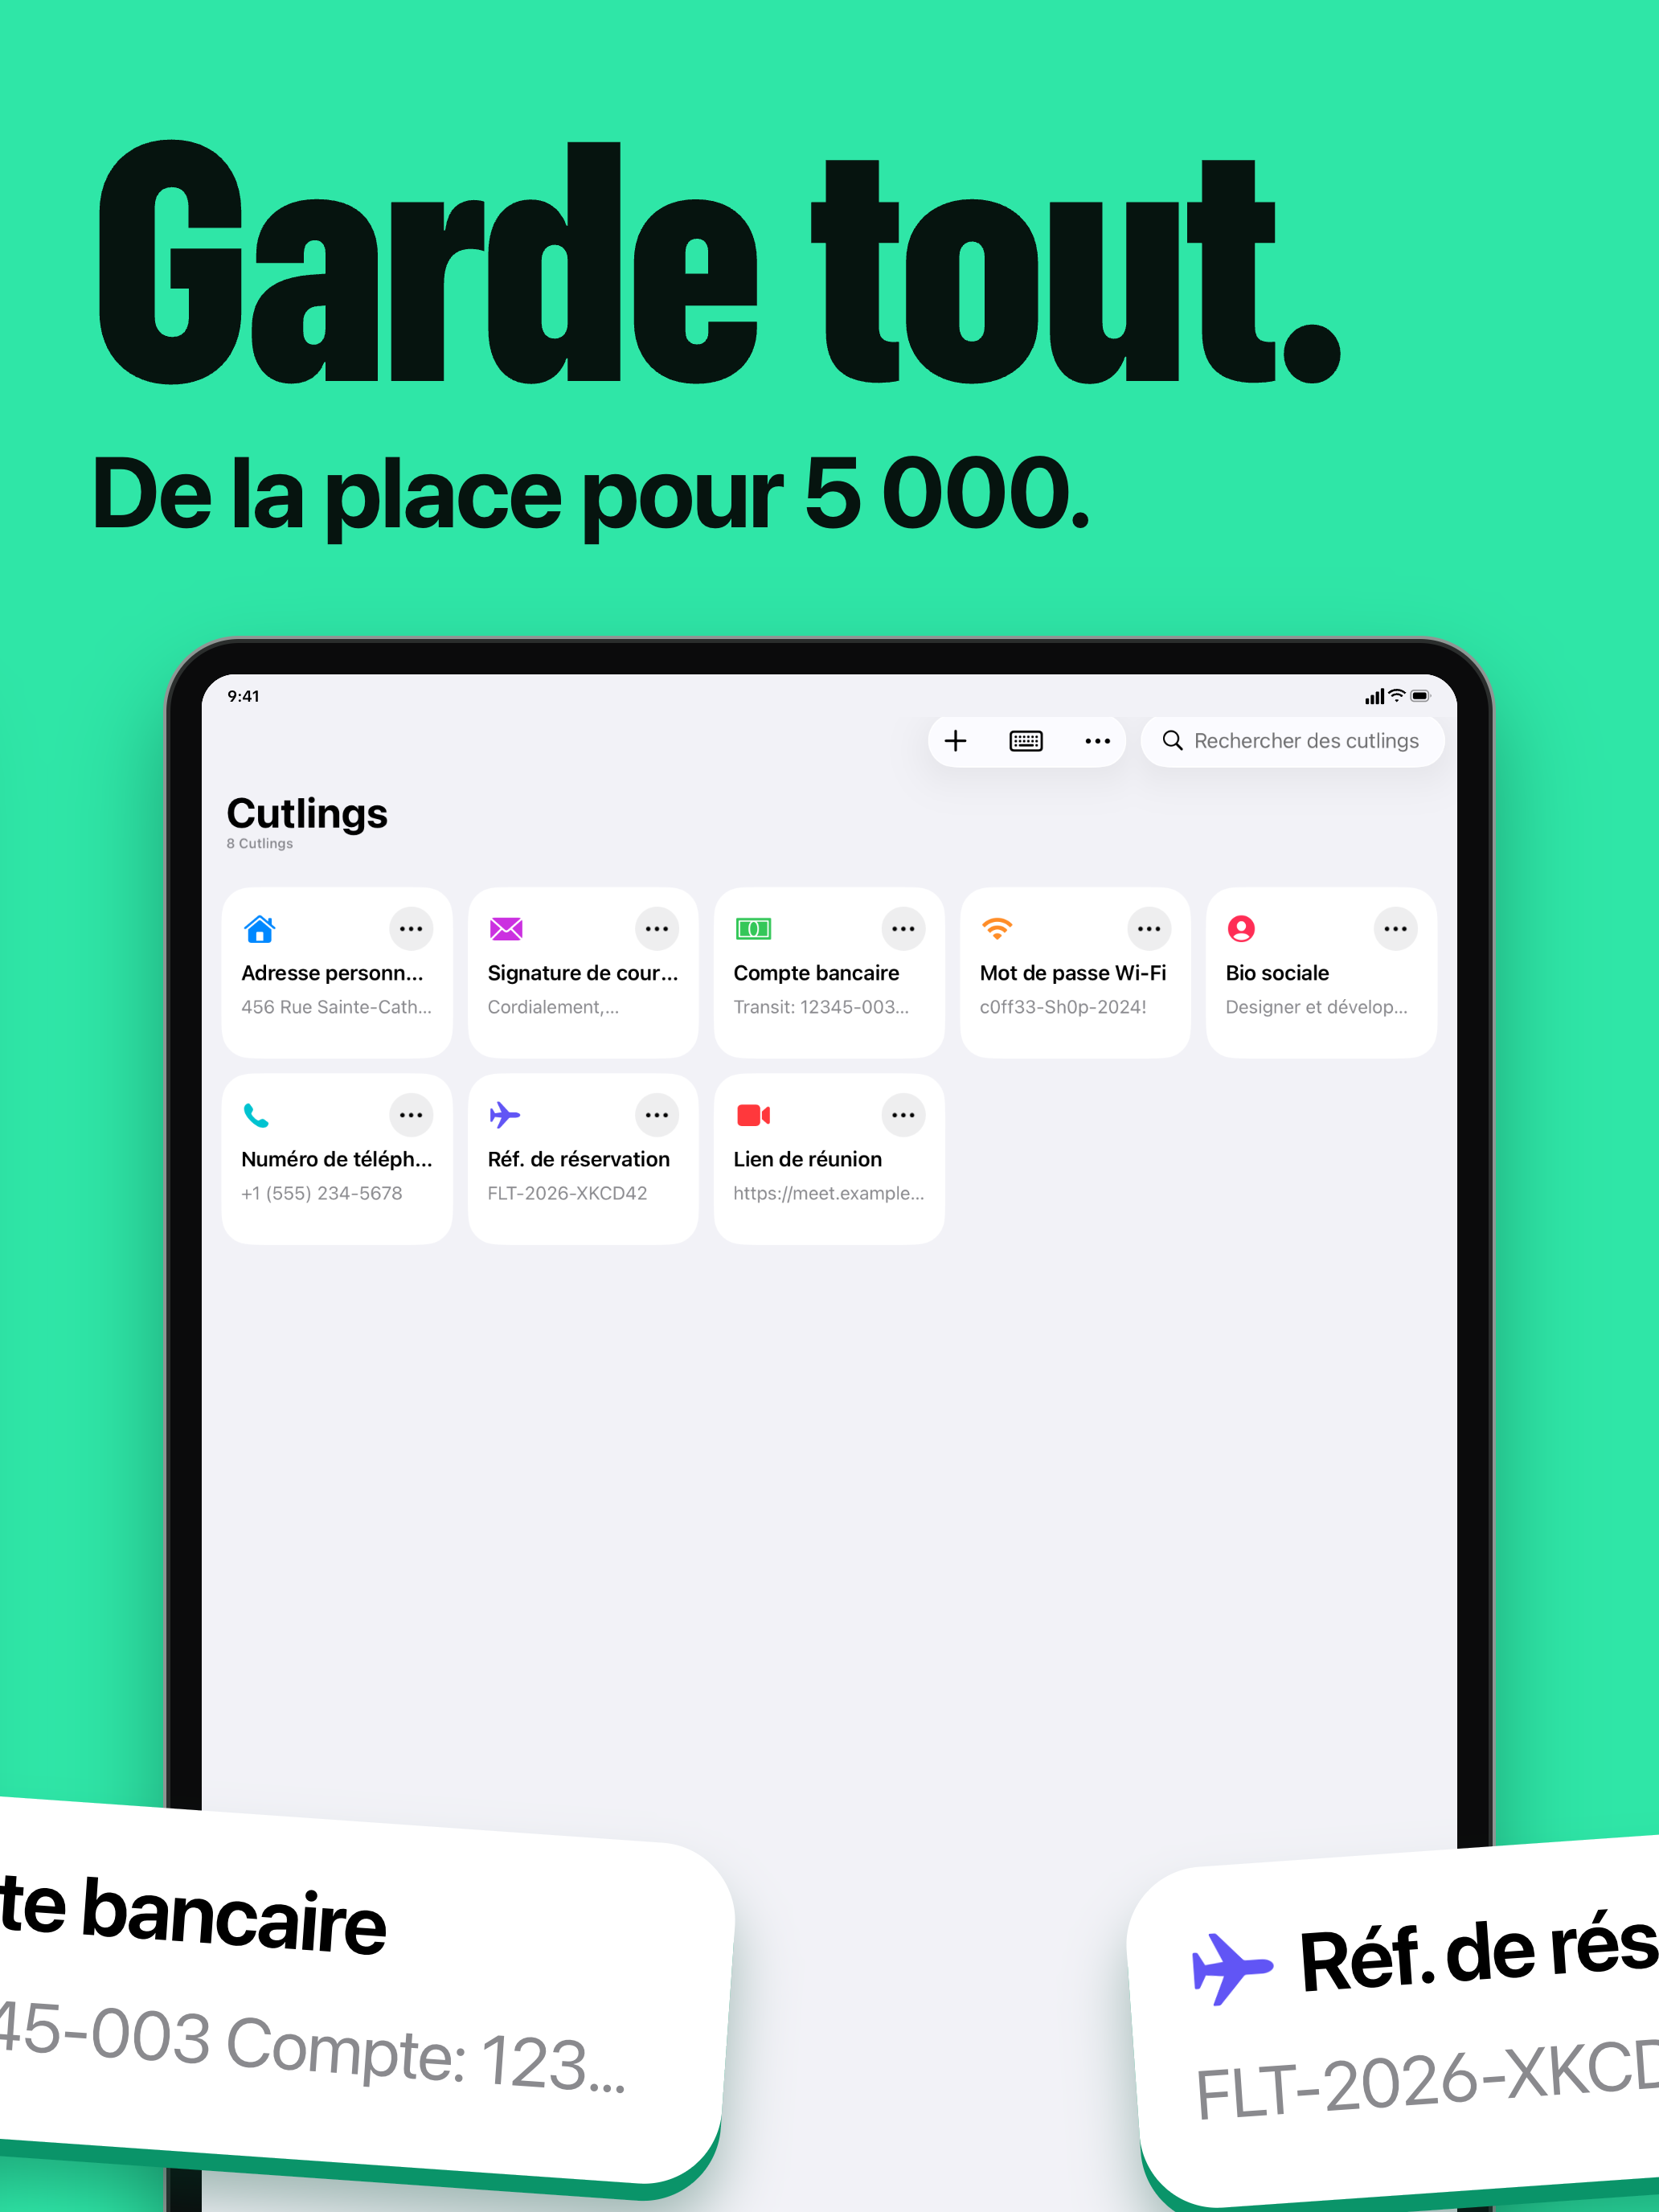 Garde tout.
De la place pour 5 000.
9:41
Rechercher des cutlings
Cutlings
8 Cutlings
Adresse personn...
456 Rue Sainte-Cath...
Signature de cour...
Cordialement,...
Compte bancaire
Transit: 12345-003...
Mot de passe Wi-Fi
c0ff33-Sh0p-2024!
Bio sociale
Designer et dévelop...
Numéro de téléph...
+1 (555) 234-5678
Réf. de réservation
FLT-2026-XKCD42
Lien de réunion
https://meet.example...
te bancaire
45-003 Compte: 123...
Réf. de rés
FLT-2026-XKCD